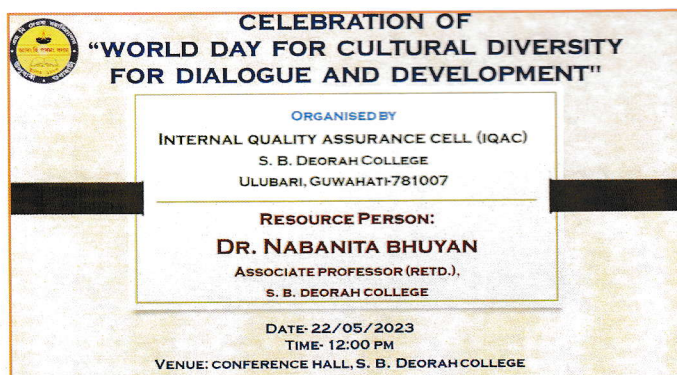 CELEBRATION OF
"WORLD DAY FOR CULTURAL DIVERSITY
FOR DIALOGUE AND DEVELOPMENT"
ORGANISED BY
INTERNAL QUALITY ASSURANCE CELL (IQAC)
S. B. DEORAH COLLEGE
ULUBARI, GUWAHATI-781007
RESOURCE PERSON:
DR. NABANITA BHUYAN
ASSOCIATE PROFESSOR (RETD.),
S. B. DEORAH COLLEGE
DATE- 22/05/2023
TIME- 12:00 PM
VENUE: CONFERENCE HALL, S. B. DEORAH COLLEGE